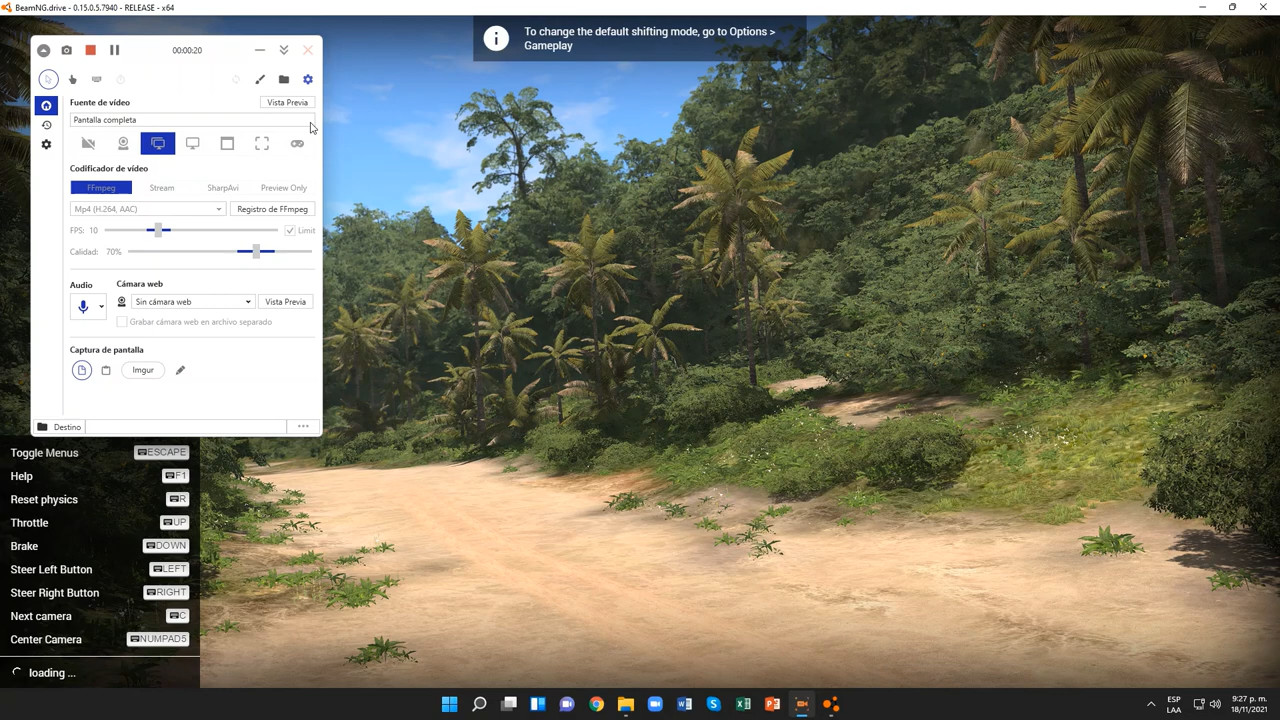 BeamNG.drive - 0.15.0.5.7940 - RELEASE - x64
To change the default shifting mode, go to Options >
Gameplay
00:00:20
Fuente de vídeo
Vista Previa
Pantalla completa
Codificador de vídeo
FFmpeg
Stream
SharpAvi
Preview Only
Mp4 (H.264, AAC)
Registro de FFmpeg
FPS: 10
Limit
Calidad: 70%
Audio
Cámara web
Sin cámara web
Vista Previa
Grabar cámara web en archivo separado
Captura de pantalla
Imgur
Destino
...
Toggle Menus ESCAPE
Help F1
Reset physics R
Throttle UP
Brake DOWN
Steer Left Button LEFT
Steer Right Button RIGHT
Next camera C
Center Camera NUMPAD5
loading ...
ESP
LAA
9:27 p. m.
18/11/2021